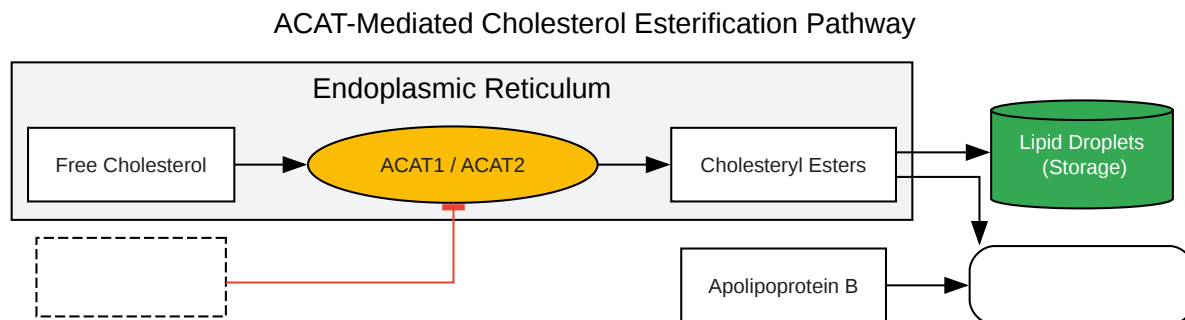 ACAT-Mediated Cholesterol Esterification Pathway
Endoplasmic Reticulum
Free Cholesterol
ACAT1 / ACAT2
Cholesteryl Esters
Lipid Droplets
(Storage)
Apolipoprotein B